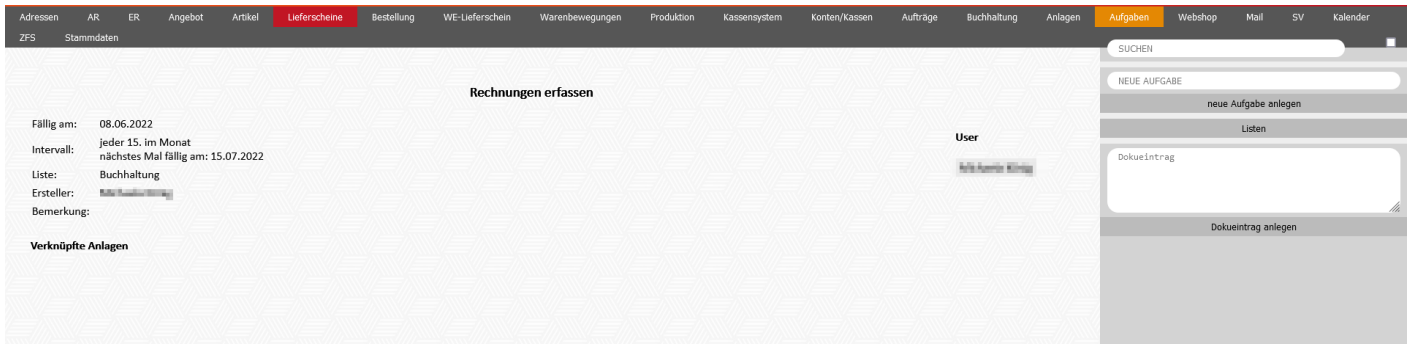 Adressen AR ER Angebot Artikel Lieferscheine Bestellung WE-Lieferschein Warenbewegungen Produktion Kassensystem Konten/Kassen Aufträge Buchhaltung Anlagen Aufgaben Webshop Mail SV Kalender
ZFS Stammdaten
SUCHEN
Rechnungen erfassen
NEUE AUFGABE
neue Aufgabe anlegen
Listen
Fällig am: 08.06.2022
Intervall: jeder 15. im Monat
nächstes Mal fällig am: 15.07.2022
Liste: Buchhaltung
Ersteller:
Bemerkung:
User
Verknüpfte Anlagen
Dokueintrag
Dokueintrag anlegen